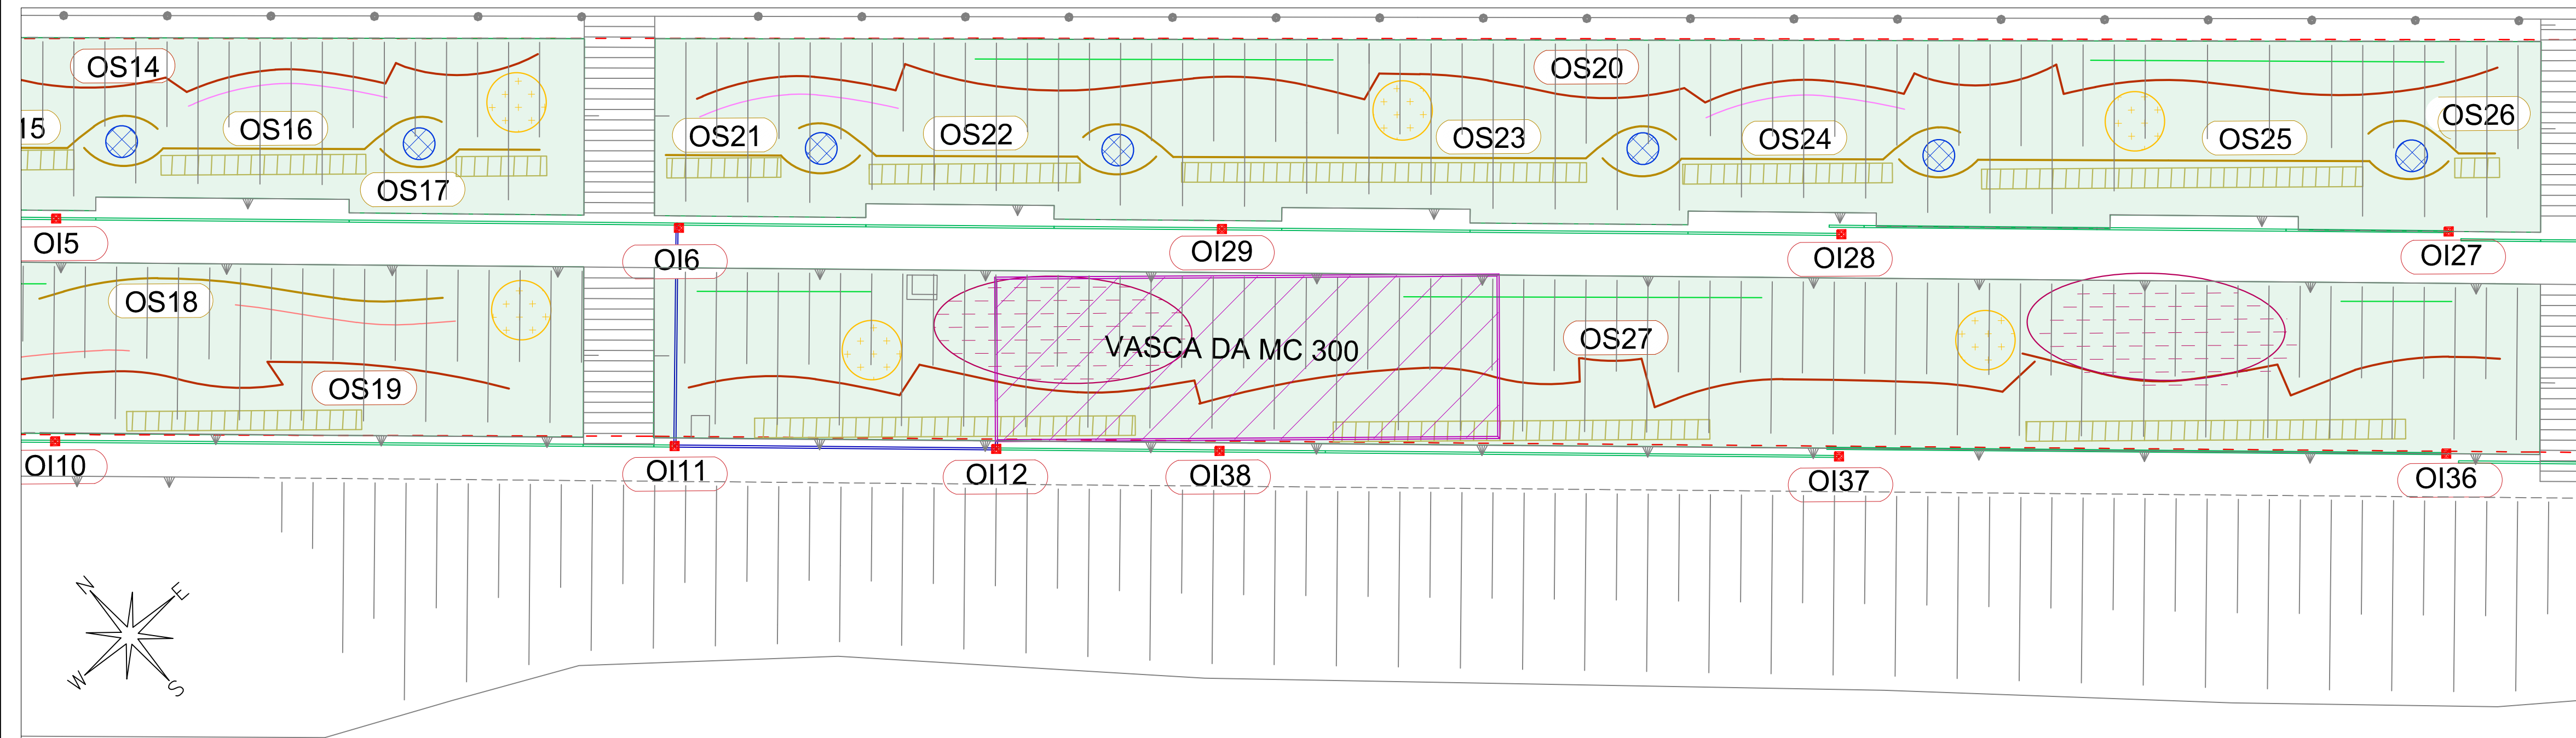 OS14
OS20
15
OS16
OS21
OS22
OS23
OS24
OS25
OS26
OS17
OI5
OI6
OI29
OI28
OI27
OS18
OS19
VASCA DA MC 300
OS27
OI10
OI11
OI12
OI38
OI37
OI36
N
E
W
S